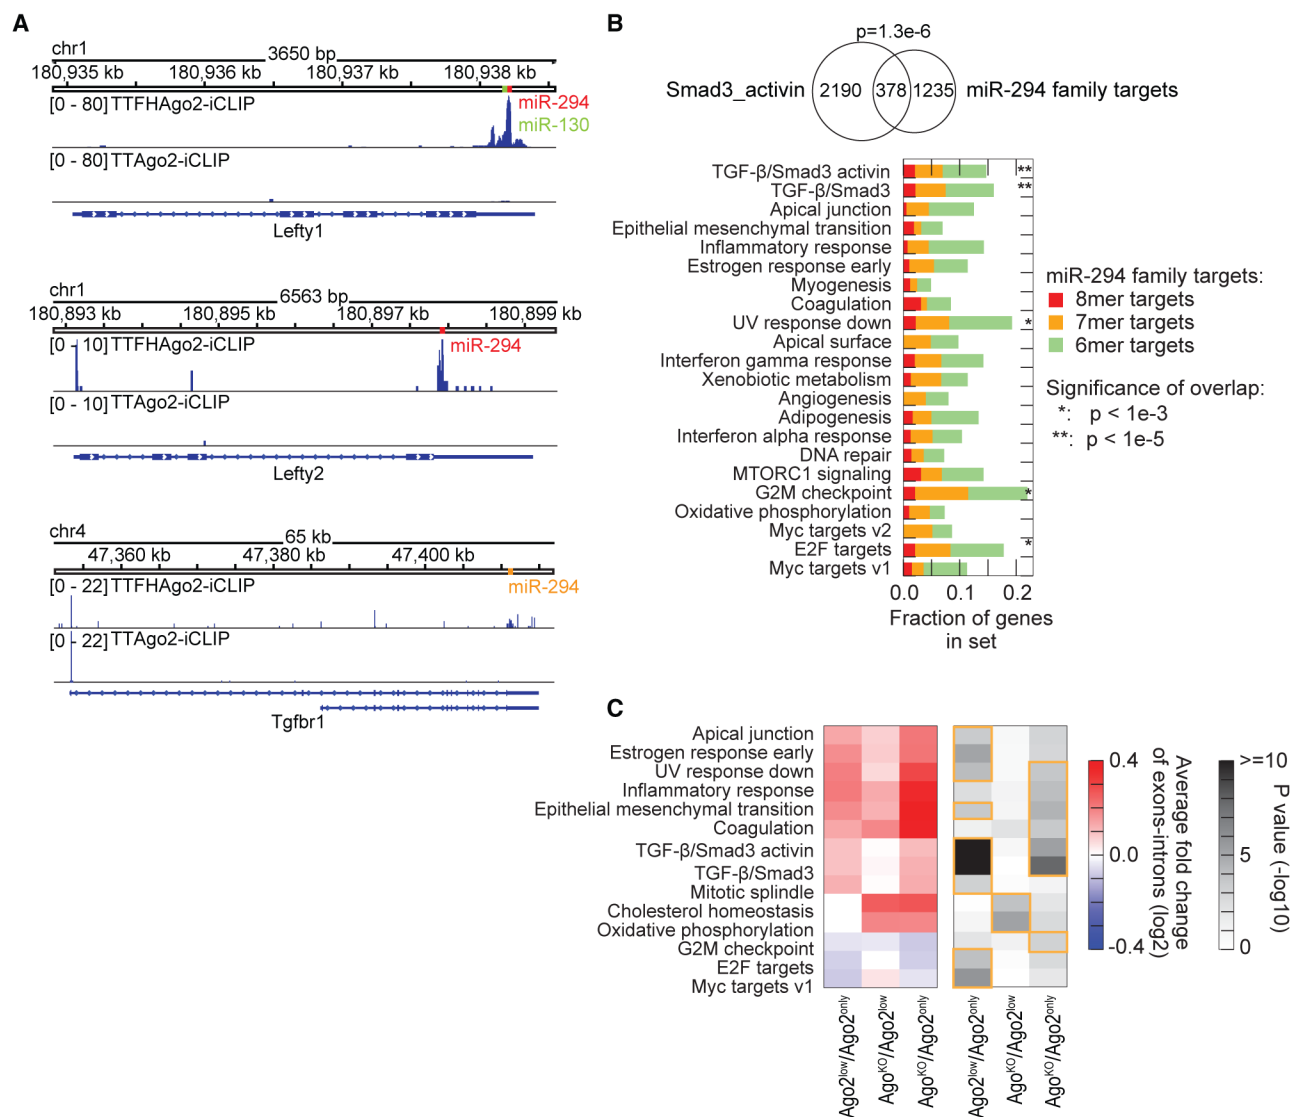 A
chr1
3650 bp
180,935 kb 180,936 kb 180,937 kb 180,938 kb
[0 - 80] TTFHAgo2-iCLIP
miR-294
miR-130
[0 - 80] TTAgo2-iCLIP
Lefty1
chr1
6563 bp
180,893 kb 180,895 kb 180,897 kb 180,899 kb
[0 - 10] TTFHAgo2-iCLIP
miR-294
[0 - 10] TTAgo2-iCLIP
Lefty2
chr4
65 kb
47,360 kb 47,380 kb 47,400 kb
[0 - 22] TTFHAgo2-iCLIP
miR-294
[0 - 22] TTAgo2-iCLIP
Tgfbr1
B
p=1.3e-6
Smad3_activin 2190 378 1235 miR-294 family targets
TGF-β/Smad3 activin **
TGF-β/Smad3 **
Apical junction
Epithelial mesenchymal transition
Inflammatory response
Estrogen response early
Myogenesis
Coagulation
UV response down *
Apical surface
Interferon gamma response
Xenobiotic metabolism
Angiogenesis
Adipogenesis
Interferon alpha response
DNA repair
MTORC1 signaling
G2M checkpoint *
Oxidative phosphorylation
Myc targets v2
E2F targets *
Myc targets v1
0.0 0.1 0.2
Fraction of genes
in set
miR-294 family targets:
8mer targets
7mer targets
6mer targets
Significance of overlap:
*: p < 1e-3
**: p < 1e-5
C
Apical junction
Estrogen response early
UV response down
Inflammatory response
Epithelial mesenchymal transition
Coagulation
TGF-β/Smad3 activin
TGF-β/Smad3
Mitotic splindle
Cholesterol homeostasis
Oxidative phosphorylation
G2M checkpoint
E2F targets
Myc targets v1
Ago2low/Ago2only
AgoKO/Ago2low
AgoKO/Ago2only
Ago2low/Ago2only
AgoKO/Ago2low
AgoKO/Ago2only
0.4
0.0
-0.4
Average fold change
of exons-introns (log2)
>=10
5
0
P value (-log10)